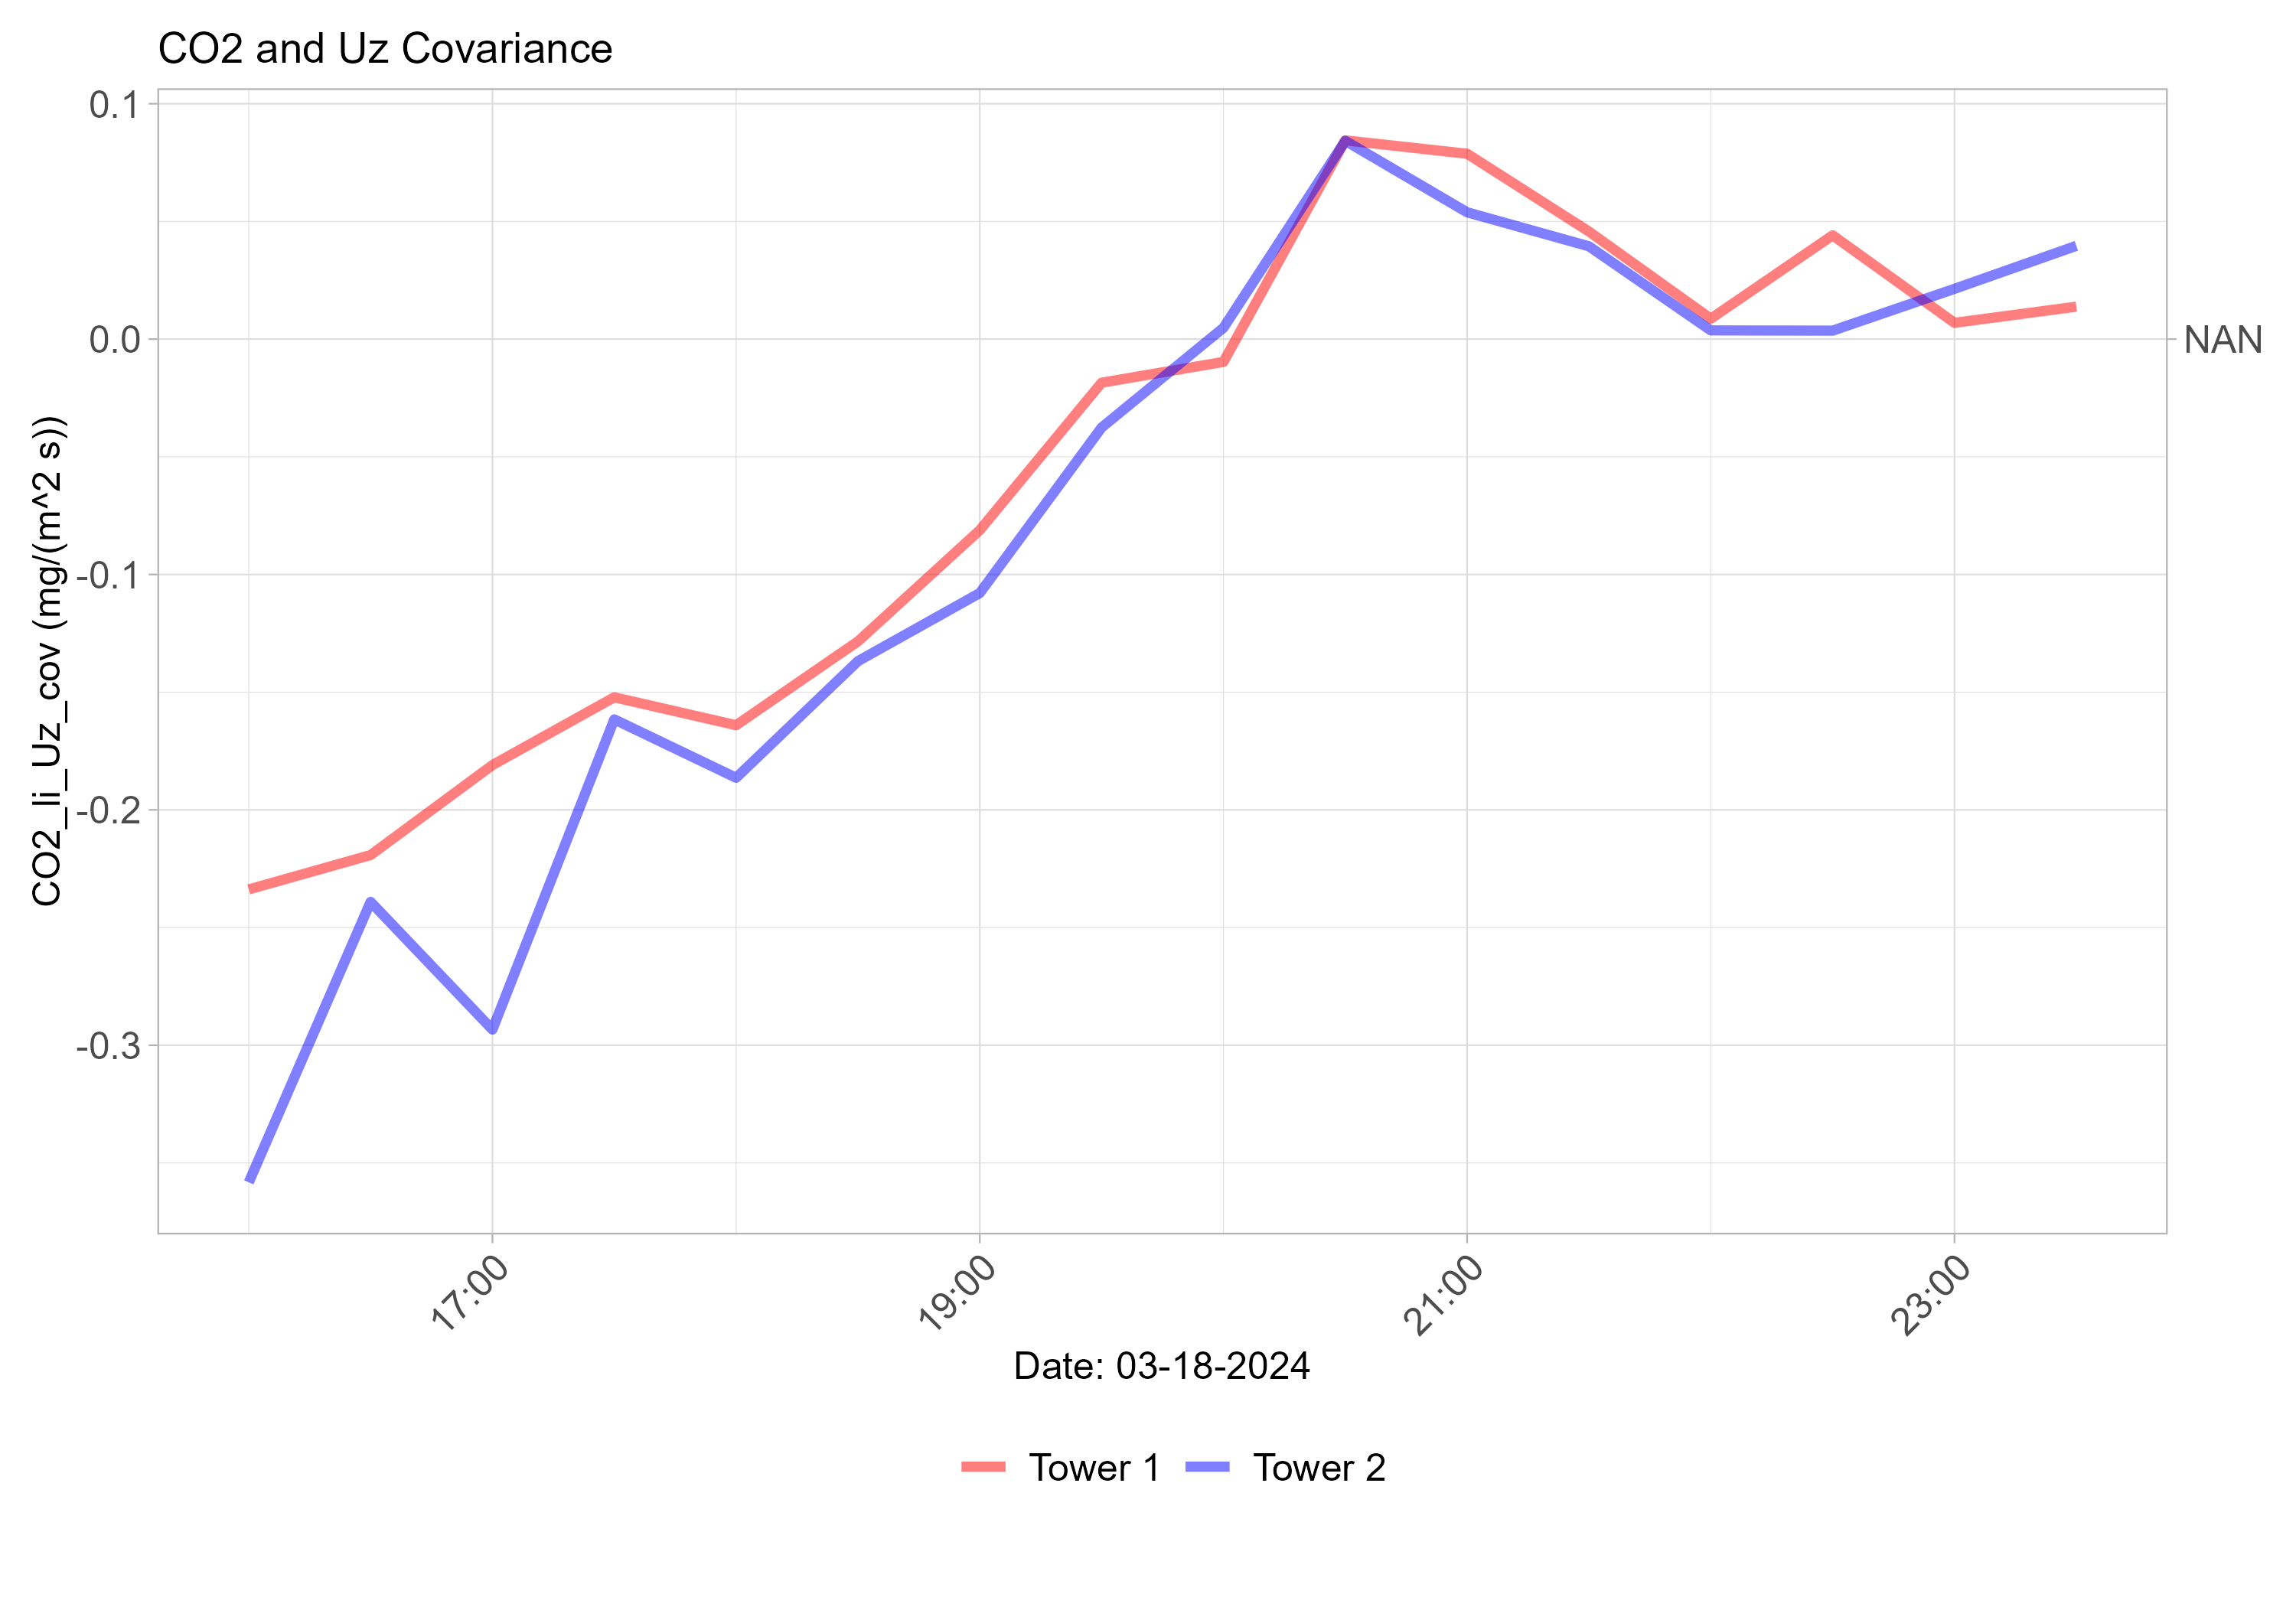 CO2 and Uz Covariance
CO2_li_Uz_cov (mg/(m^2 s))
0.1
0.0
-0.1
-0.2
-0.3
NAN
17:00
19:00
21:00
23:00
Date: 03-18-2024
Tower 1
Tower 2